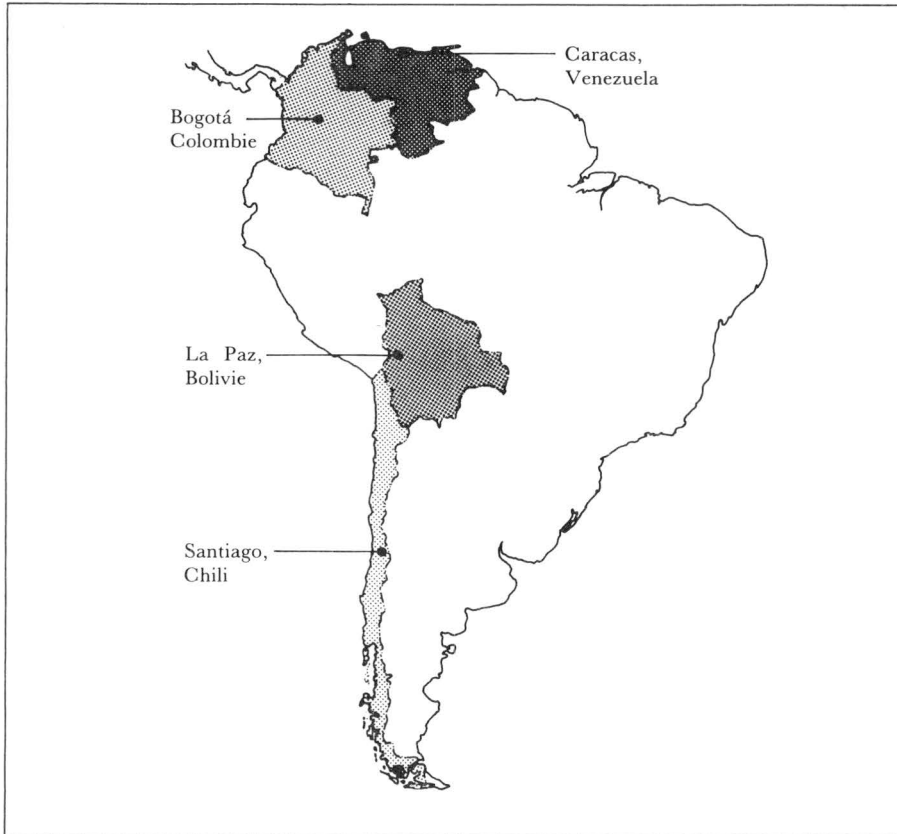 Caracas,
Venezuela
Bogotá
Colombie
La Paz,
Bolivie
Santiago,
Chili